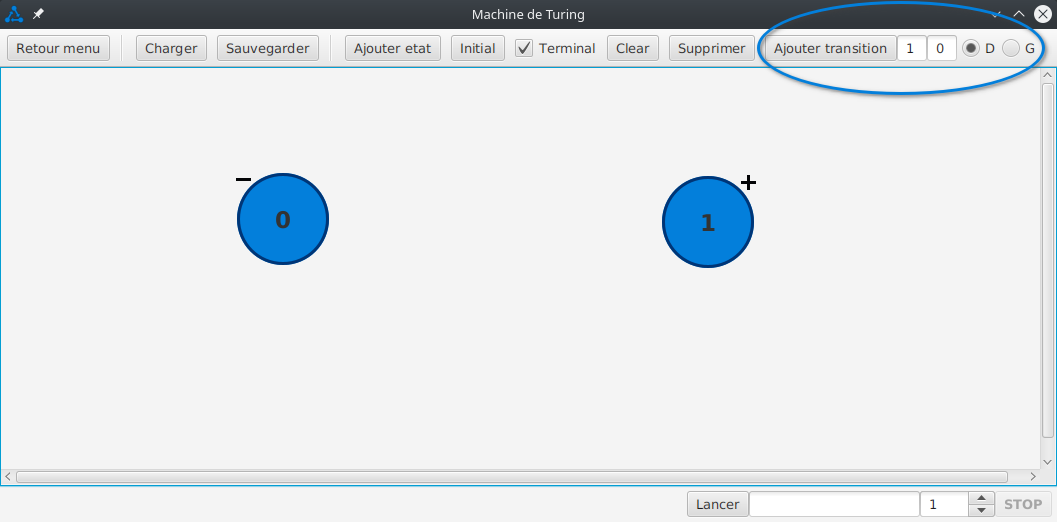 Machine de Turing
Retour menu Charger Sauvegarder Ajouter etat Initial Terminal Clear Supprimer Ajouter transition 1 0 D G
− +
0 1
Lancer 1 STOP